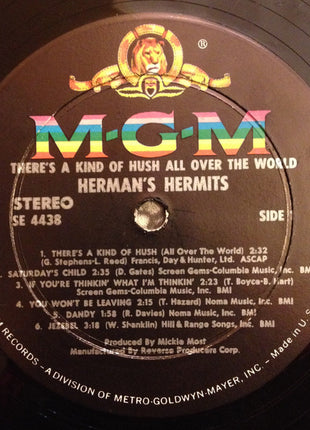 ®
M-G-M
THERE'S A KIND OF HUSH ALL OVER THE WORLD
HERMAN'S HERMITS
STEREO
SE 4438
SIDE
1. THERE'S A KIND OF HUSH (All Over The World) 2:32
(G. Stephens-L. Reed) Francis, Day & Hunter, Ltd. ASCAP
SATURDAY'S CHILD 2:35 (D. Gates) Screen Gems-Columbia Music, Inc. BMI
3. IF YOU'RE THINKIN' WHAT I'M THINKIN' 2:23 (T. Boyce-B. Hart)
Screen Gems-Columbia Music, Inc. BMI
4. YOU WON'T BE LEAVING 2:15 (T. Hazard) Noma Music, Inc. BMI
5. DANDY 1:58 (R. Davies) Noma Music, Inc. BMI
6. JEZEBEL 3:18 (W. Shanklin) Hill & Range Songs, Inc. BMI
Produced By Mickie Most
Manufactured By Reverse Producers Corp.
RECORDS - A DIVISION OF METRO-GOLDWYN-MAYER, INC. - Made in U.S.